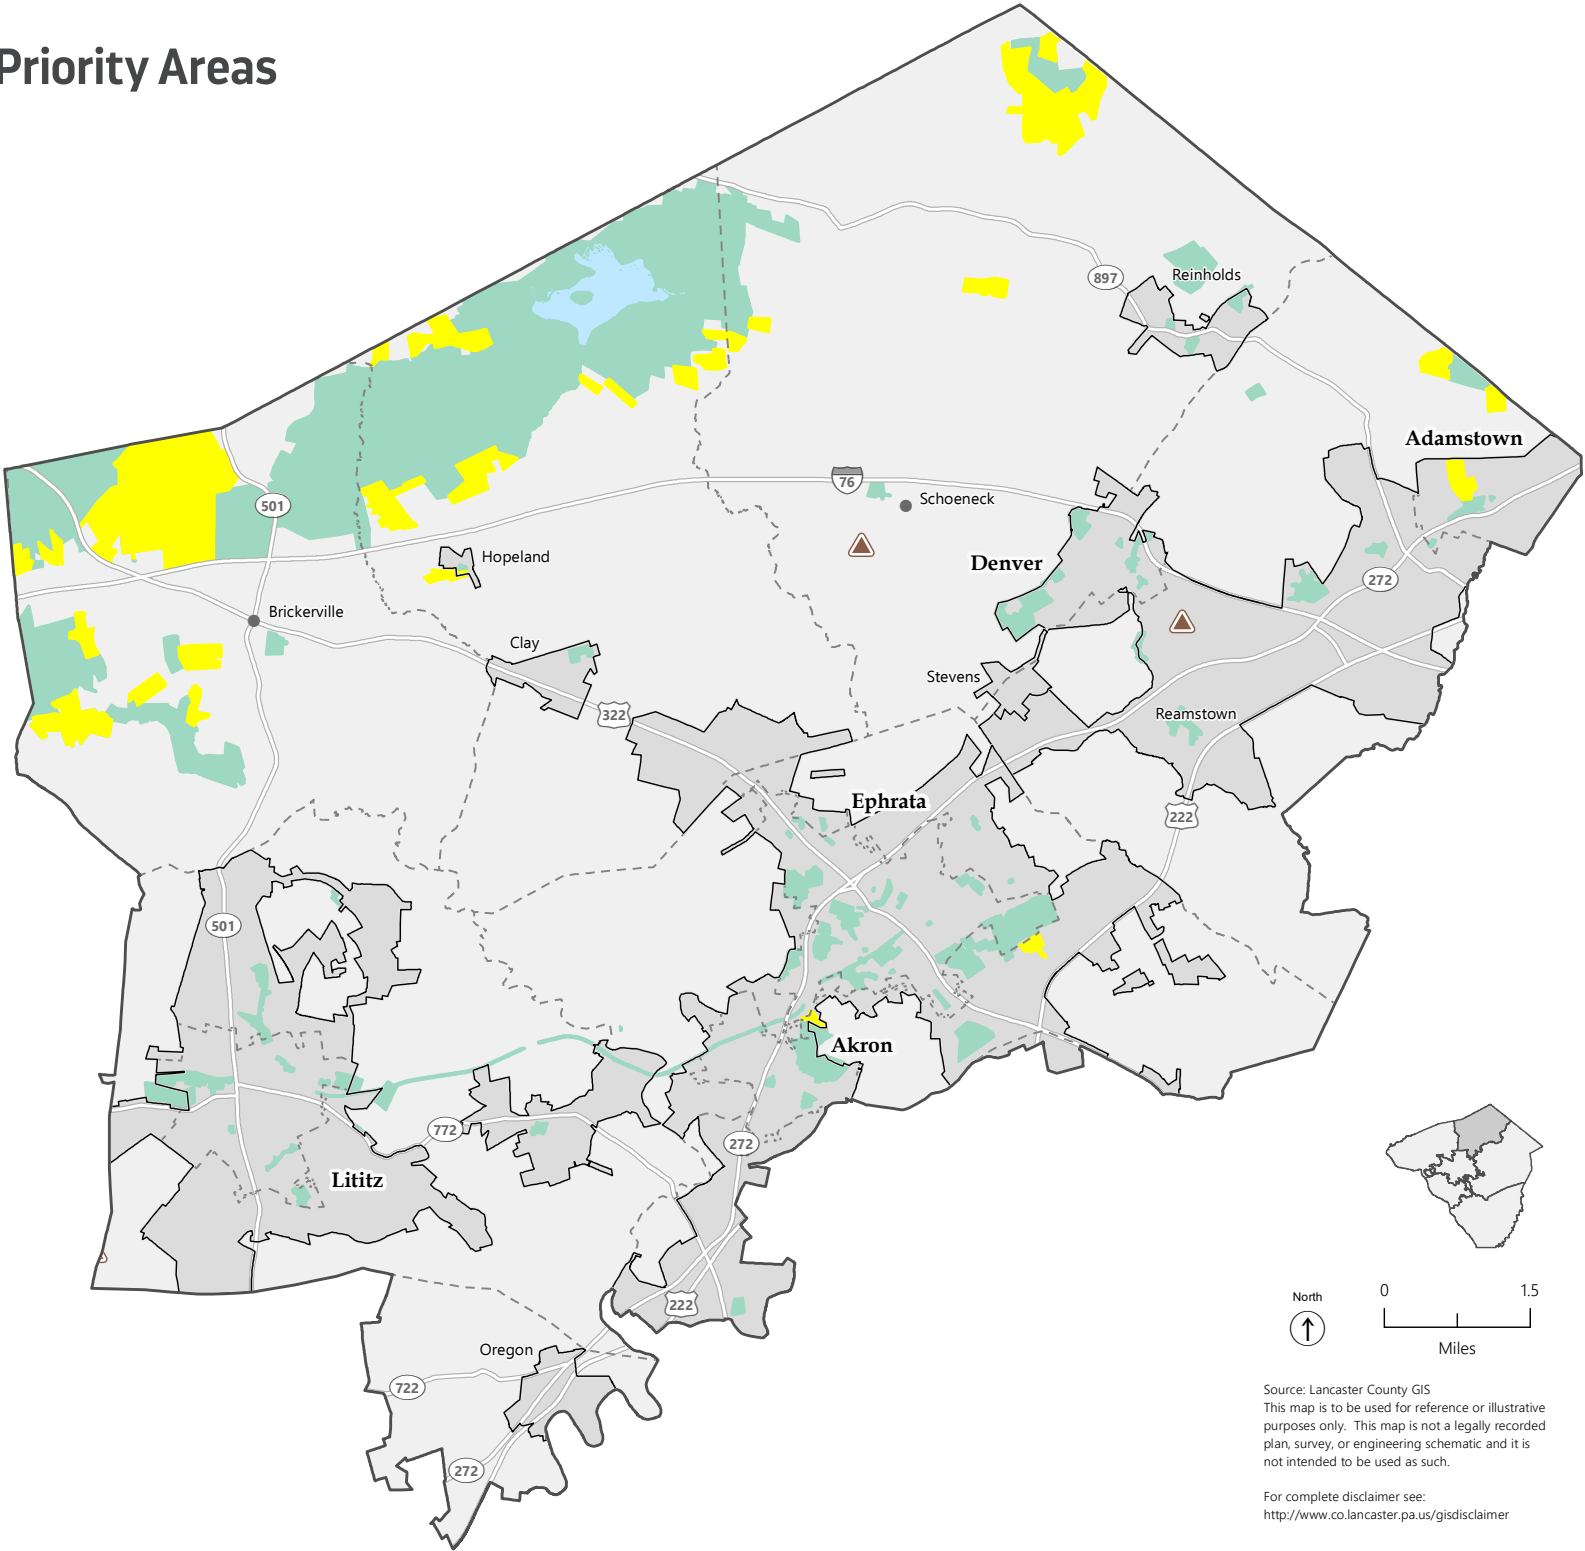 Priority Areas
897
Reinholds
Adamstown
76
Schoeneck
501
Hopeland
Denver
272
Brickerville
Clay
Stevens
322
Reamstown
Ephrata
222
501
Akron
772
272
Lititz
222
Oregon
722
272
North
0 1.5
Miles
Source: Lancaster County GIS
This map is to be used for reference or illustrative
purposes only. This map is not a legally recorded
plan, survey, or engineering schematic and it is
not intended to be used as such.
For complete disclaimer see:
http://www.co.lancaster.pa.us/gisdisclaimer